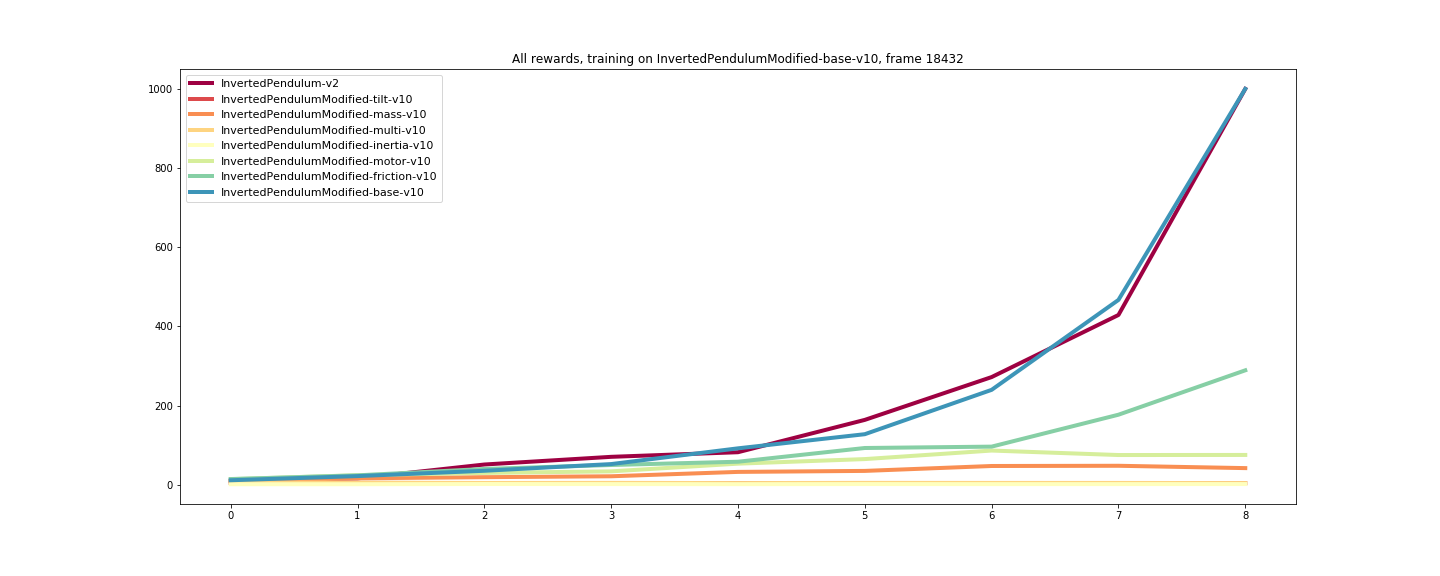 All rewards, training on InvertedPendulumModified-base-v10, frame 18432
InvertedPendulum-v2
InvertedPendulumModified-tilt-v10
InvertedPendulumModified-mass-v10
InvertedPendulumModified-multi-v10
InvertedPendulumModified-inertia-v10
InvertedPendulumModified-motor-v10
InvertedPendulumModified-friction-v10
InvertedPendulumModified-base-v10
1000
800
600
400
200
0
0 1 2 3 4 5 6 7 8